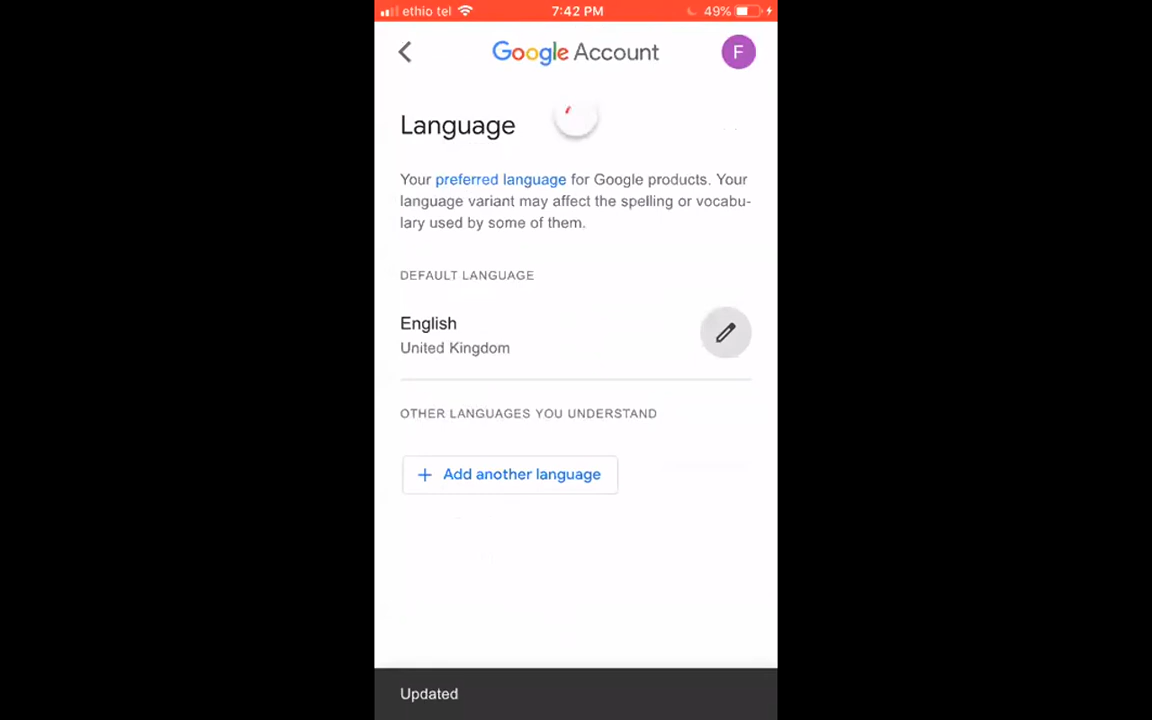 ethio tel 7:42 PM 49%
Google Account F
Language
Your preferred language for Google products. Your
language variant may affect the spelling or vocabu-
lary used by some of them.
DEFAULT LANGUAGE
English
United Kingdom
OTHER LANGUAGES YOU UNDERSTAND
+ Add another language
Updated